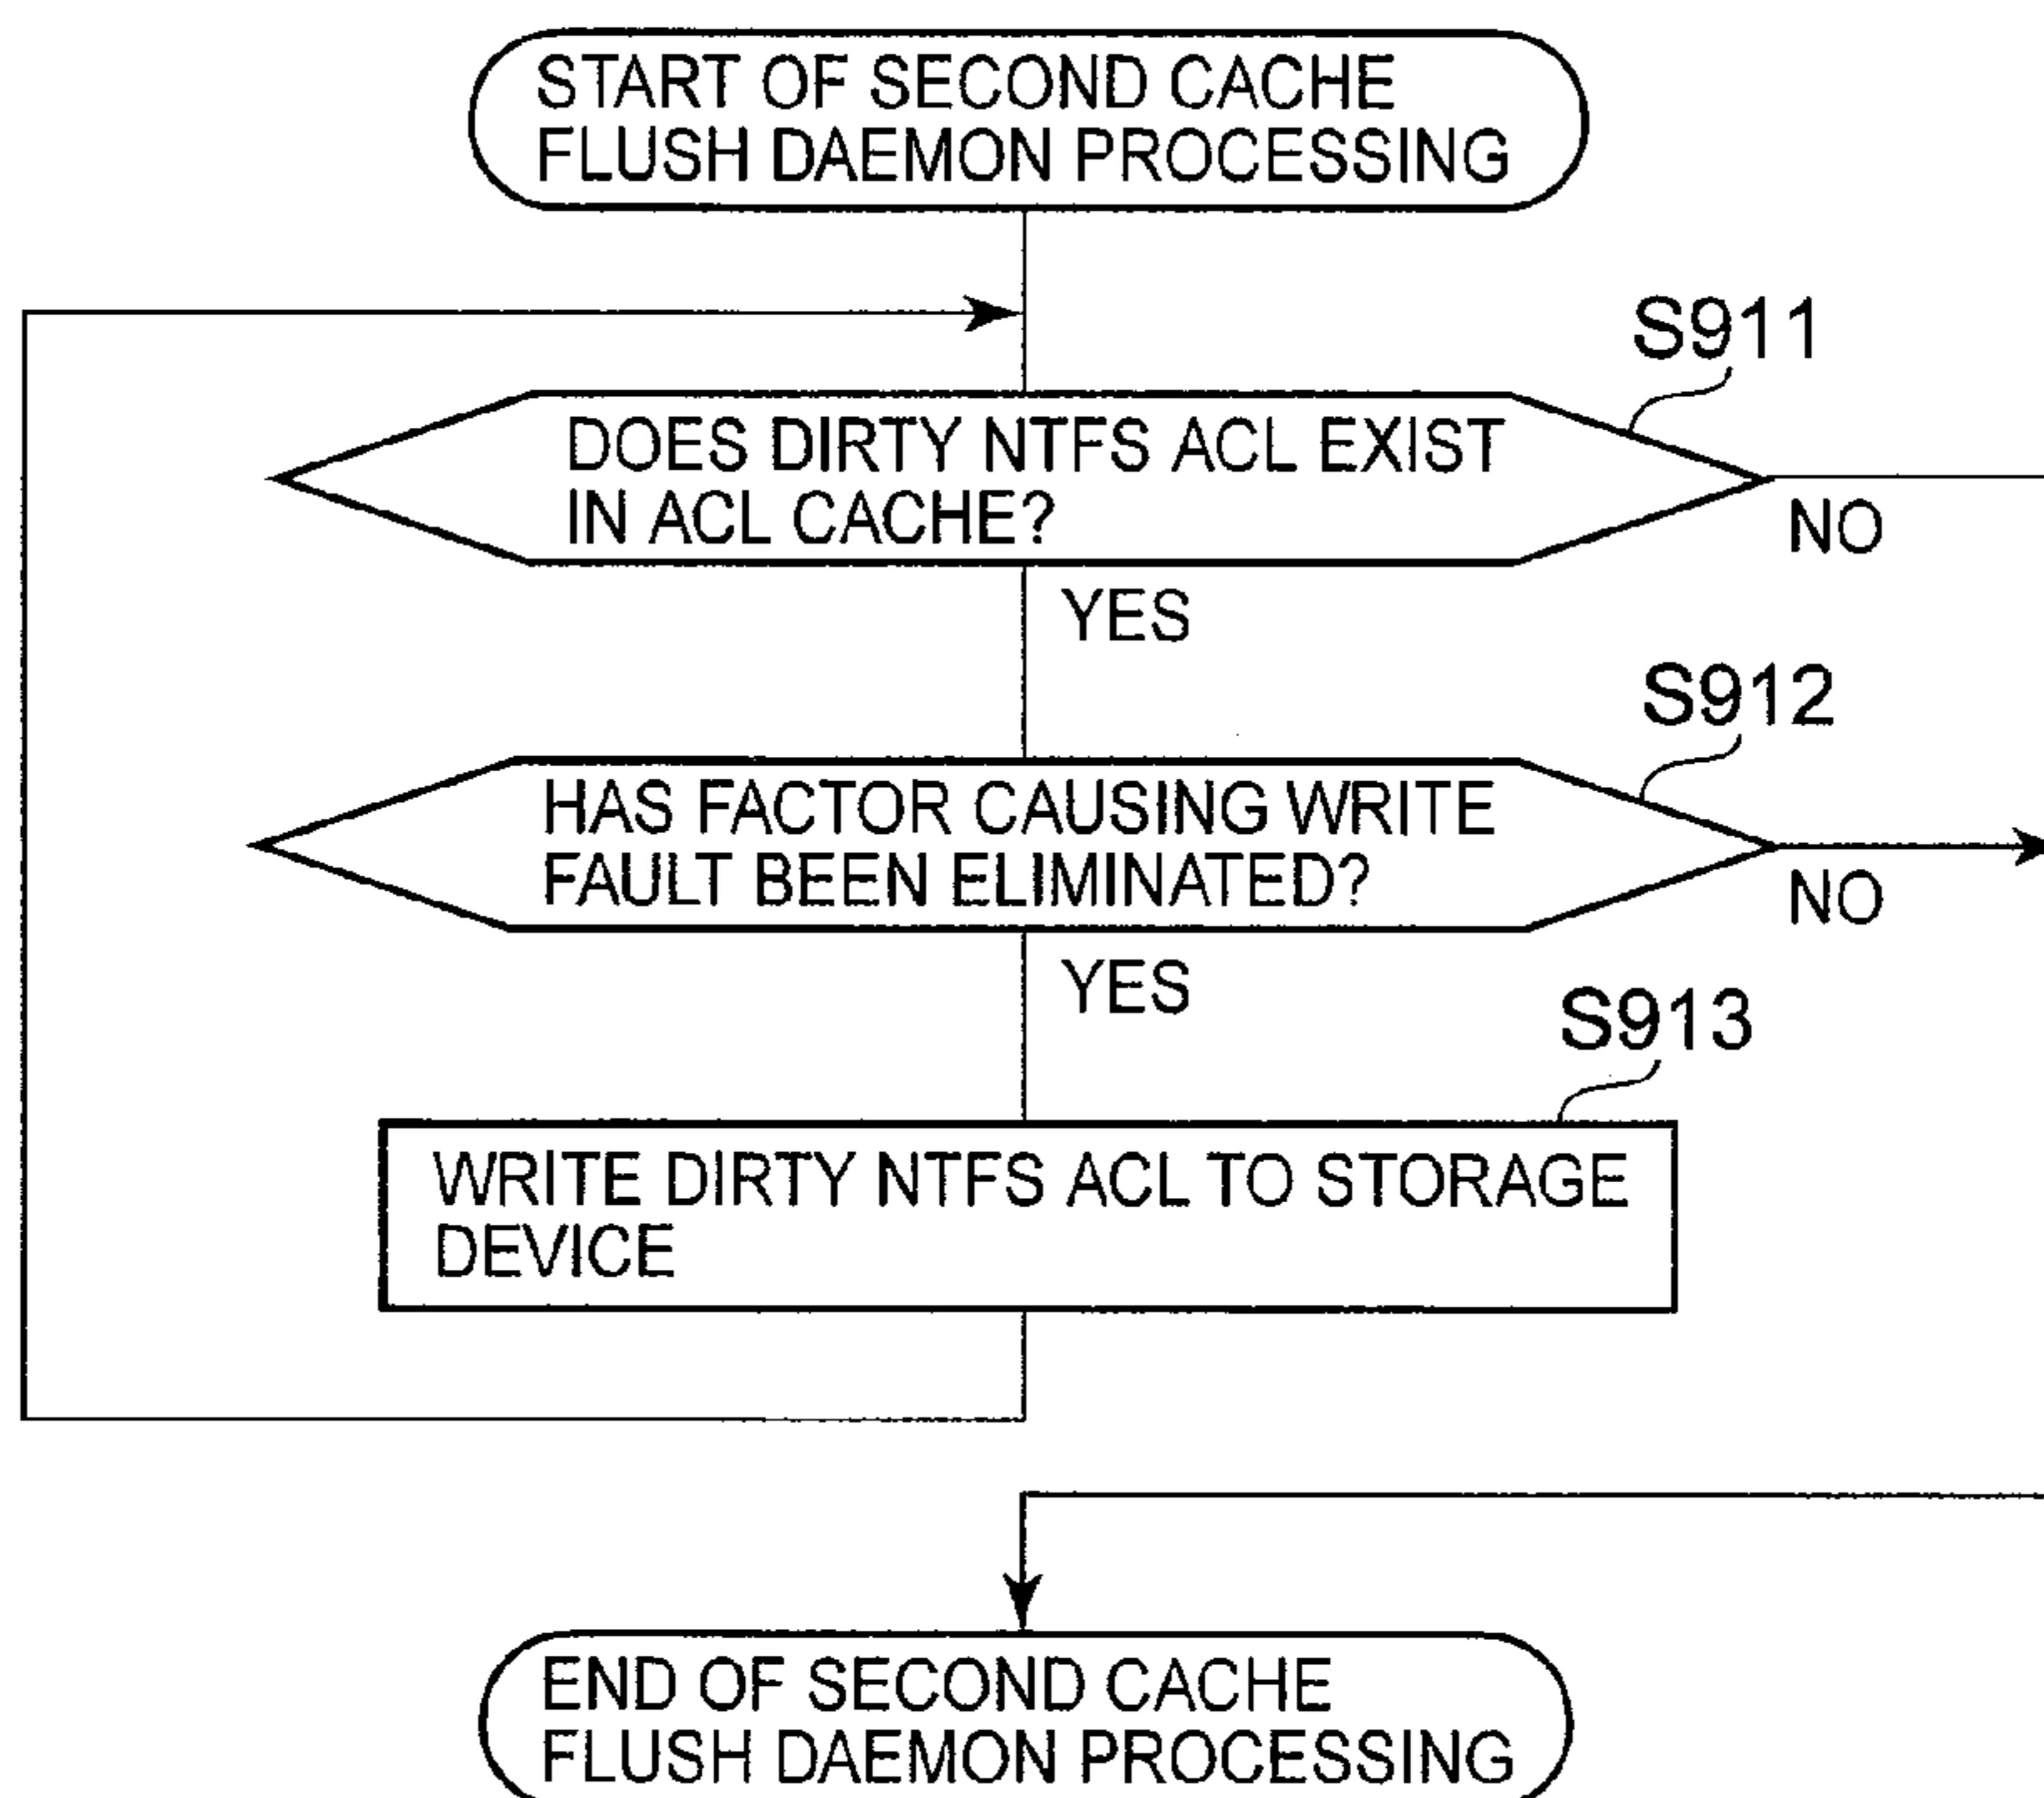 START OF SECOND CACHE
FLUSH DAEMON PROCESSING
S911
DOES DIRTY NTFS ACL EXIST
IN ACL CACHE?
NO
YES
S912
HAS FACTOR CAUSING WRITE
FAULT BEEN ELIMINATED?
NO
YES
S913
WRITE DIRTY NTFS ACL TO STORAGE
DEVICE
END OF SECOND CACHE
FLUSH DAEMON PROCESSING